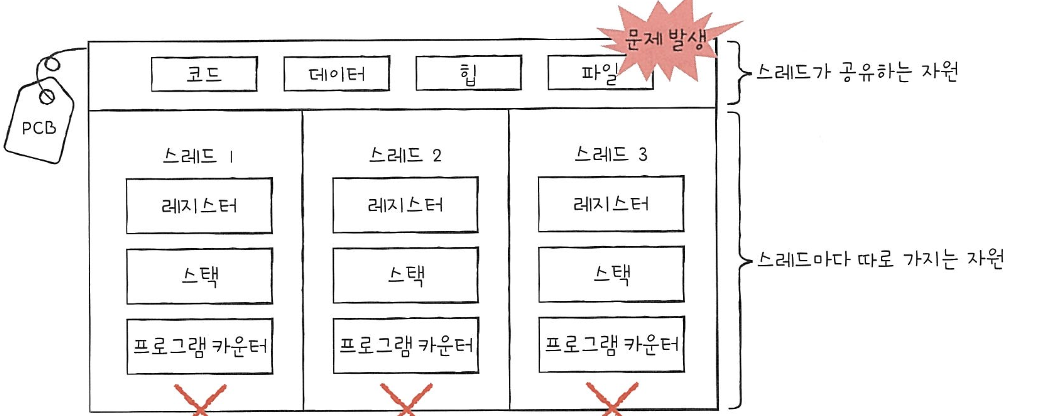 문제 발생
코드 데이터 힙 파일
스레드가 공유하는 자원
PCB
스레드 1 스레드 2 스레드 3
레지스터 레지스터 레지스터
스택 스택 스택
스레드마다 따로 가지는 자원
프로그램 카운터 프로그램 카운터 프로그램 카운터